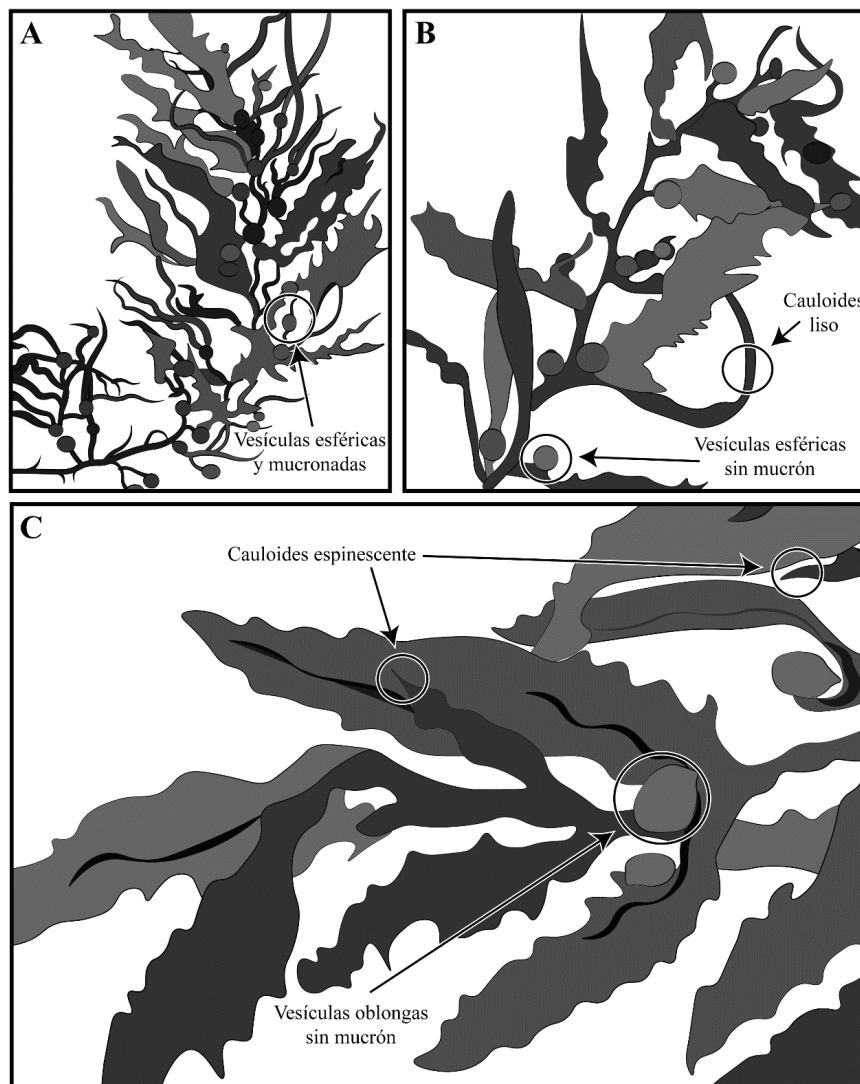 A
Vesículas esféricas
y mucronadas
B
Cauloides
liso
Vesículas esféricas
sin mucrón
C
Cauloides espinescente
Vesículas oblongas
sin mucrón